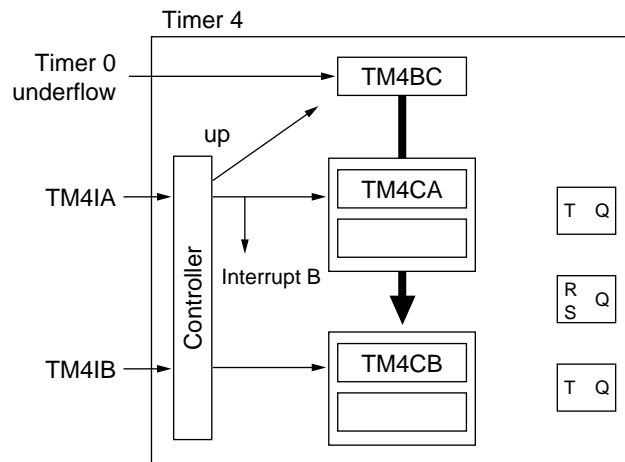 Timer 4
Timer 0
underflow
TM4BC
up
TM4IA
TM4CA
T Q
Interrupt B
Controller
R Q
S
TM4IB
TM4CB
T Q